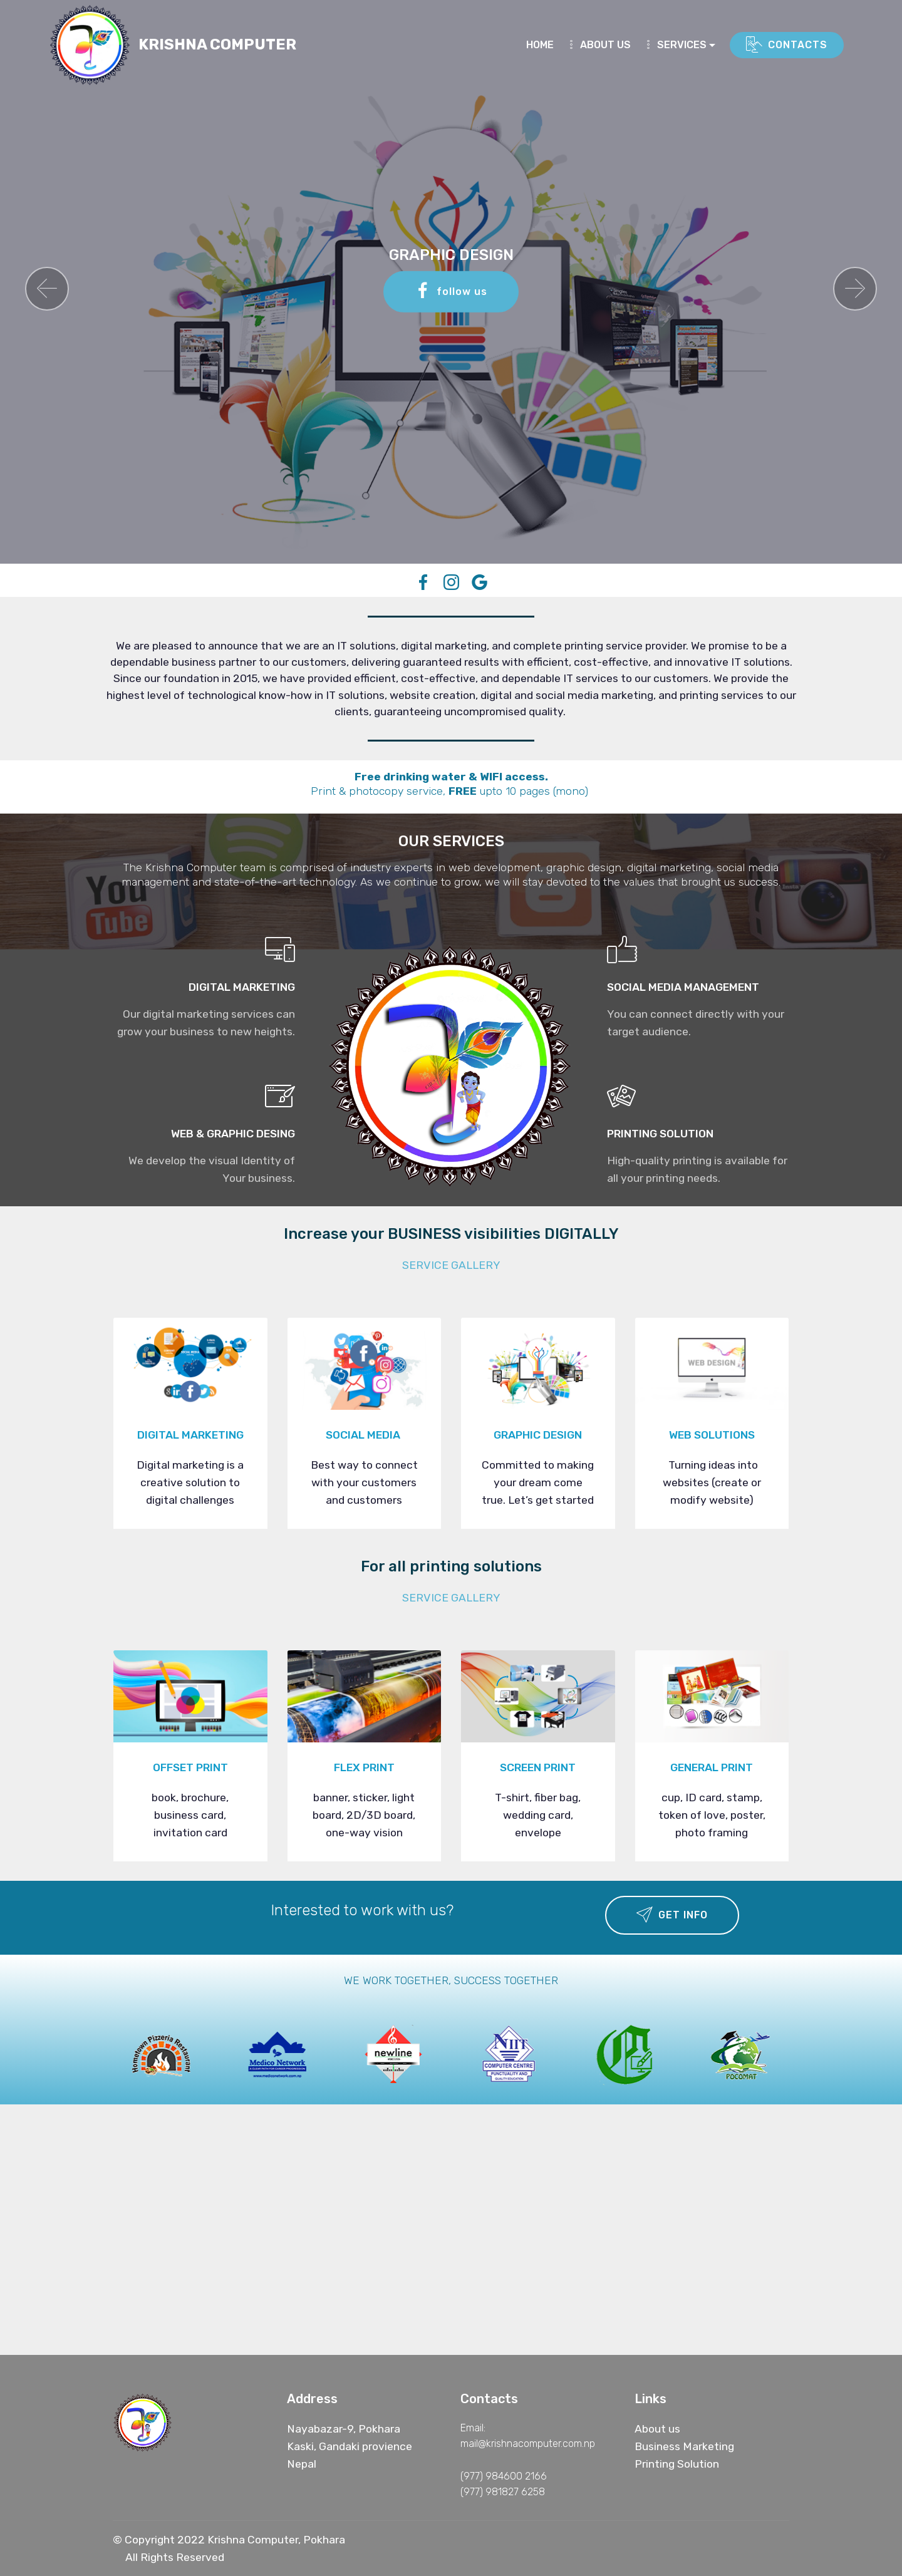 KRISHNA COMPUTER
HOME
ABOUT US
SERVICES
CONTACTS
GRAPHIC DESIGN
follow us
We are pleased to announce that we are an IT solutions, digital marketing, and complete printing service provider. We promise to be a
dependable business partner to our customers, delivering guaranteed results with efficient, cost-effective, and innovative IT solutions.
Since our foundation in 2015, we have provided efficient, cost-effective, and dependable IT services to our customers. We provide the
highest level of technological know-how in IT solutions, website creation, digital and social media marketing, and printing services to our
clients, guaranteeing uncompromised quality.
Free drinking water & WIFI access.
Print & photocopy service, FREE upto 10 pages (mono)
OUR SERVICES
The Krishna Computer team is comprised of industry experts in web development, graphic design, digital marketing, social media
management and state-of-the-art technology. As we continue to grow, we will stay devoted to the values that brought us success.
You
Tube
DIGITAL MARKETING
Our digital marketing services can
grow your business to new heights.
WEB & GRAPHIC DESING
We develop the visual Identity of
Your business.
SOCIAL MEDIA MANAGEMENT
You can connect directly with your
target audience.
PRINTING SOLUTION
High-quality printing is available for
all your printing needs.
Increase your BUSINESS visibilities DIGITALLY
SERVICE GALLERY
WEB DESIGN
DIGITAL MARKETING
Digital marketing is a
creative solution to
digital challenges
SOCIAL MEDIA
Best way to connect
with your customers
and customers
GRAPHIC DESIGN
Committed to making
your dream come
true. Let's get started
WEB SOLUTIONS
Turning ideas into
websites (create or
modify website)
For all printing solutions
SERVICE GALLERY
OFFSET PRINT
book, brochure,
business card,
invitation card
FLEX PRINT
banner, sticker, light
board, 2D/3D board,
one-way vision
SCREEN PRINT
T-shirt, fiber bag,
wedding card,
envelope
GENERAL PRINT
cup, ID card, stamp,
token of love, poster,
photo framing
Interested to work with us?
GET INFO
WE WORK TOGETHER, SUCCESS TOGETHER
Hometown Pizzeria Restaurant
Medico Network
newline
NIIT
COMPUTER CENTRE
PUNCTUALITY AND
QUALITY EDUCATION
PDCOMAT
Address
Nayabazar-9, Pokhara
Kaski, Gandaki provience
Nepal
Contacts
Email:
mail@krishnacomputer.com.np
(977) 984600 2166
(977) 981827 6258
Links
About us
Business Marketing
Printing Solution
© Copyright 2022 Krishna Computer, Pokhara
All Rights Reserved